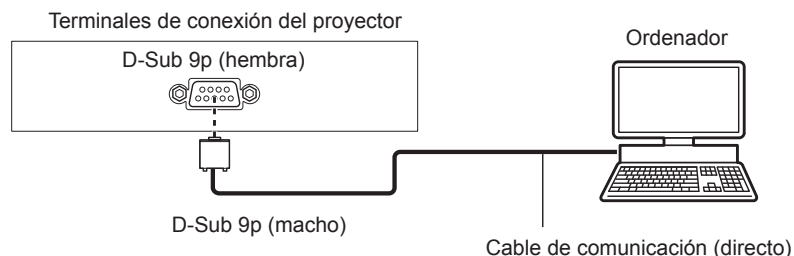 Terminales de conexión del proyector
D-Sub 9p (hembra)
Ordenador
D-Sub 9p (macho)
Cable de comunicación (directo)